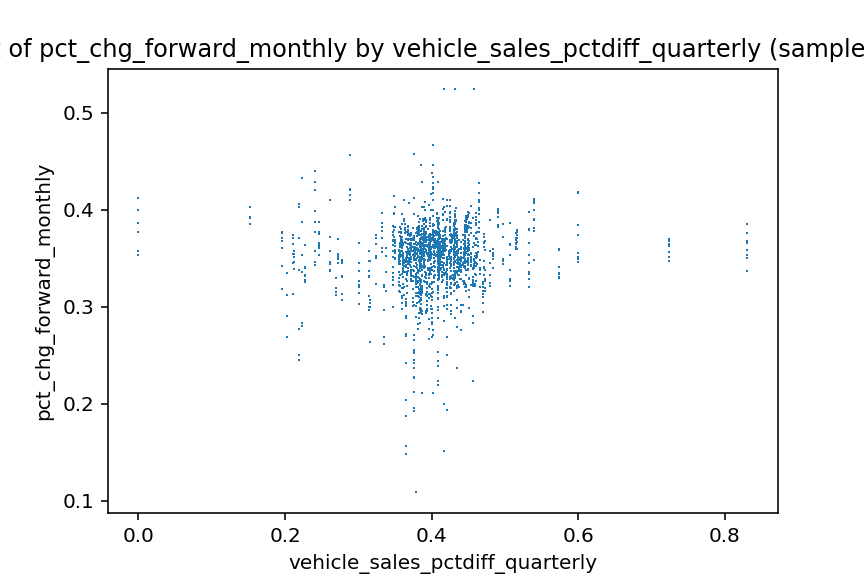 of pct_chg_forward_monthly by vehicle_sales_pctdiff_quarterly (sample
0.5
0.4
0.3
0.2
0.1
pct_chg_forward_monthly
0.0 0.2 0.4 0.6 0.8
vehicle_sales_pctdiff_quarterly